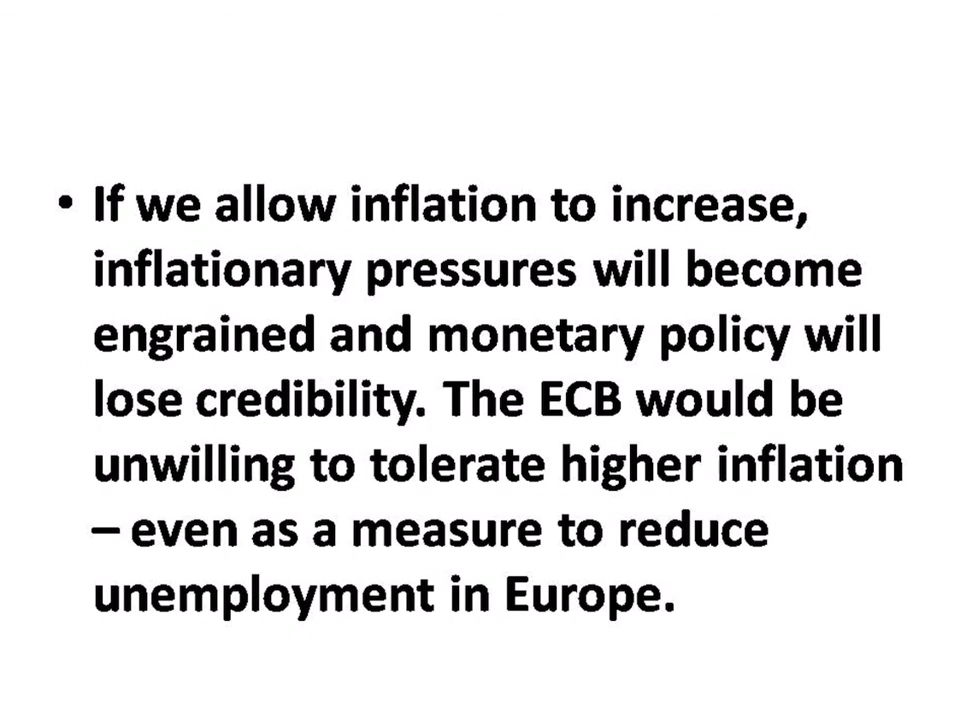 • If we allow inflation to increase,
inflationary pressures will become
engrained and monetary policy will
lose credibility. The ECB would be
unwilling to tolerate higher inflation
– even as a measure to reduce
unemployment in Europe.